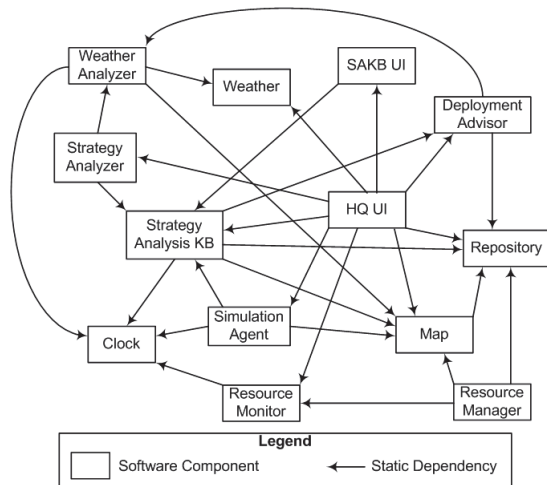 Weather
Analyzer
Weather
SAKB UI
Deployment
Advisor
Strategy
Analyzer
Strategy
Analysis KB
HQ UI
Repository
Simulation
Agent
Clock
Map
Resource
Monitor
Resource
Manager
Legend
Software Component
Static Dependency